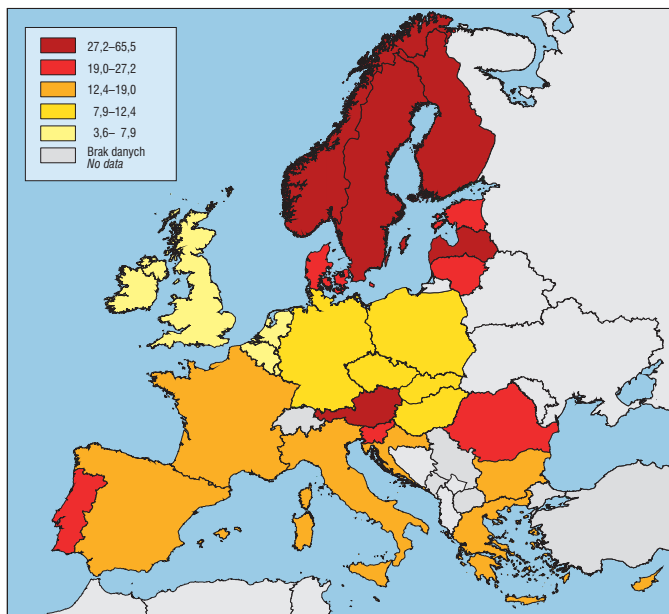 27,2–65,5
19,0–27,2
12,4–19,0
7,9–12,4
3,6– 7,9
Brak danych
No data